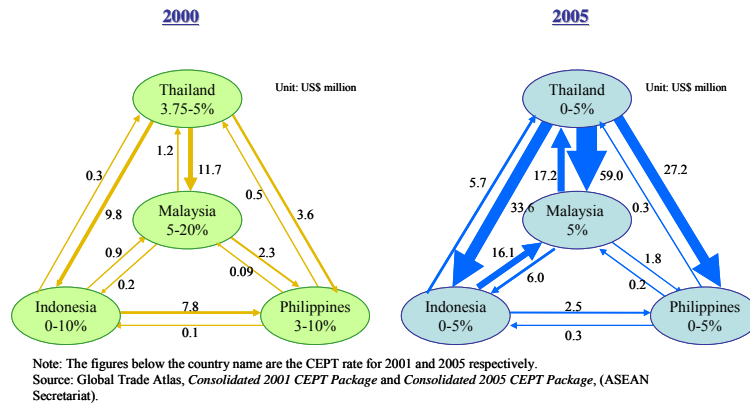 2000
2005
Unit: US$ million
Unit: US$ million
Thailand
3.75-5%
Thailand
0-5%
0.3
1.2
11.7
0.5
3.6
9.8
Malaysia
5-20%
0.9
0.2
2.3
0.09
Indonesia
0-10%
7.8
0.1
Philippines
3-10%
5.7
17.2
59.0
27.2
33.6
0.3
Malaysia
5%
16.1
6.0
1.8
0.2
Indonesia
0-5%
2.5
0.3
Philippines
0-5%
Note: The figures below the country name are the CEPT rate for 2001 and 2005 respectively.
Source: Global Trade Atlas, Consolidated 2001 CEPT Package and Consolidated 2005 CEPT Package, (ASEAN
Secretariat).